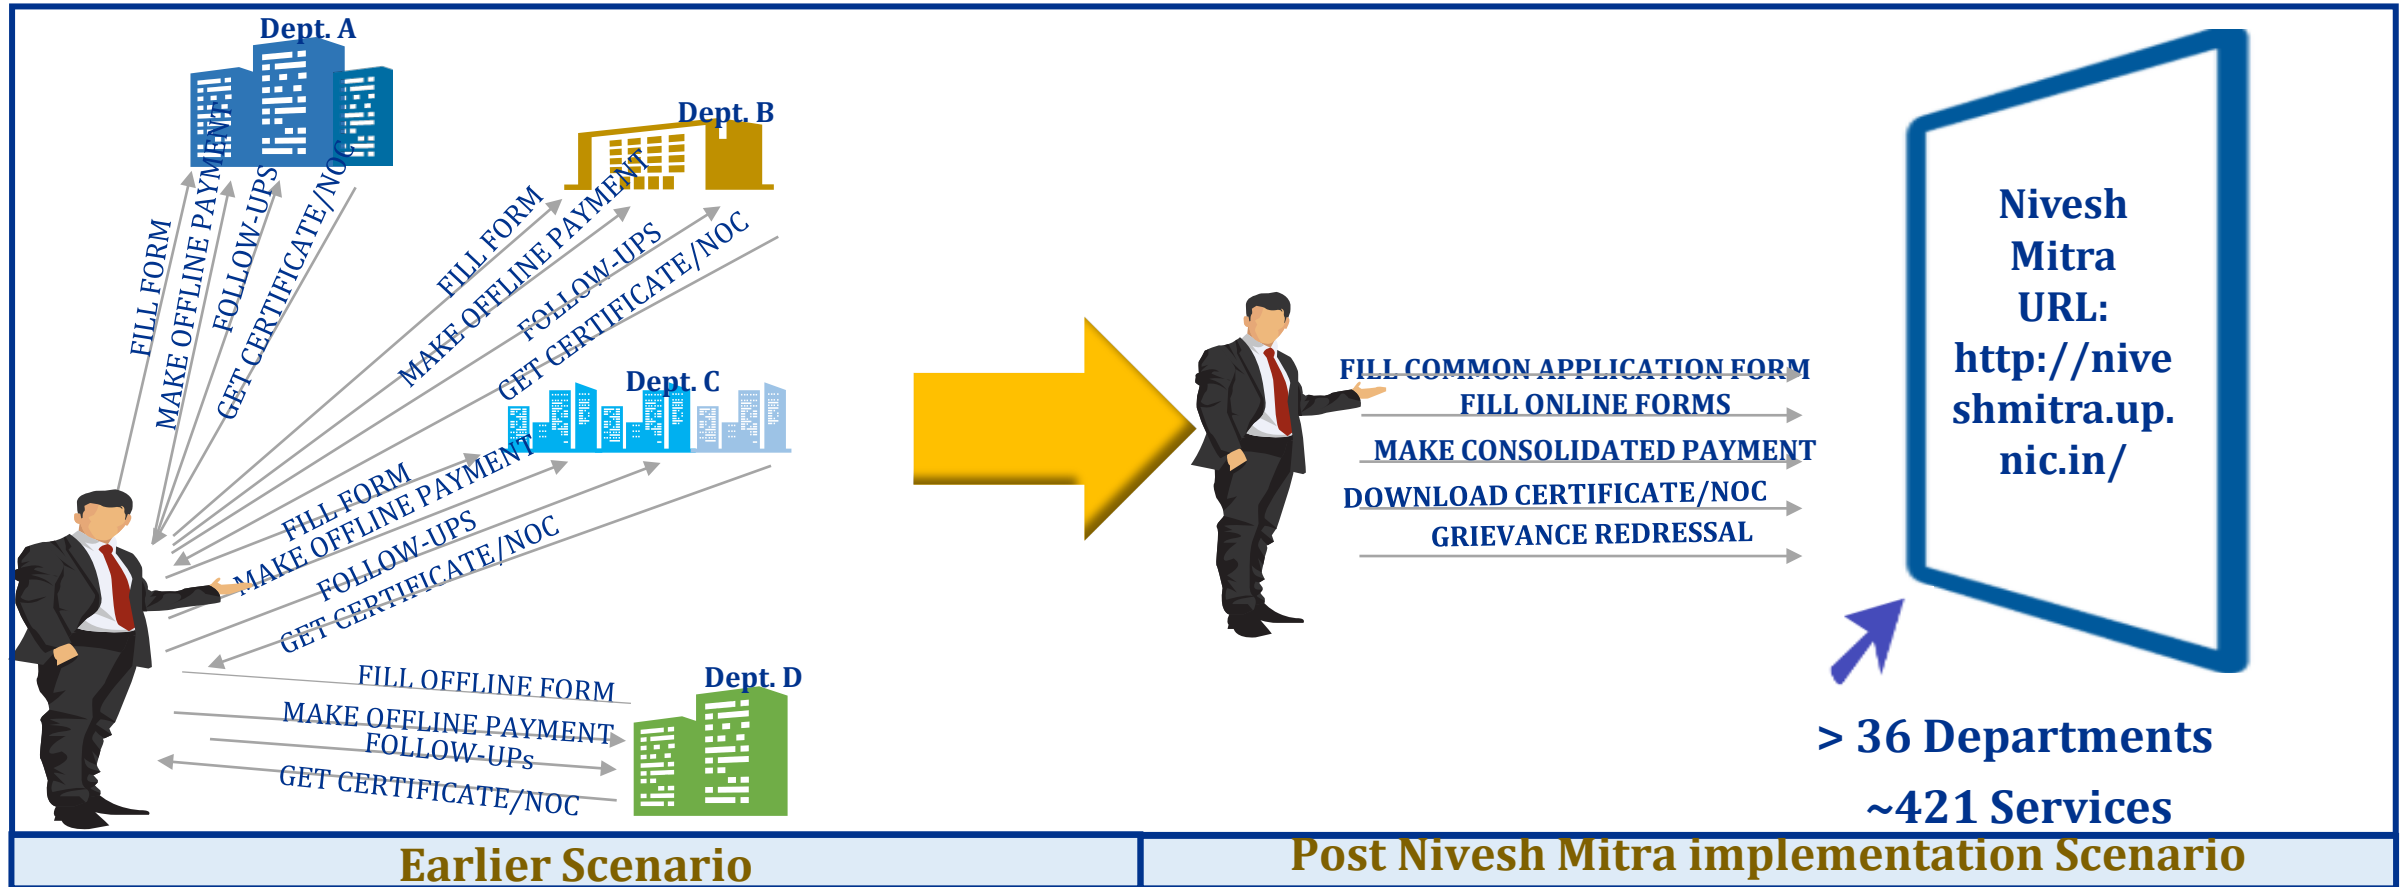 Dept. A
FILL FORM
MAKE OFFLINE PAYMENT
FOLLOW-UPS
GET CERTIFICATE/NOC
Dept. B
FILL FORM
MAKE OFFLINE PAYMENT
FOLLOW-UPS
GET CERTIFICATE/NOC
Dept. C
FILL FORM
MAKE OFFLINE PAYMENT
FOLLOW-UPS
GET CERTIFICATE/NOC
Dept. D
FILL OFFLINE FORM
MAKE OFFLINE PAYMENT
FOLLOW-UPs
GET CERTIFICATE/NOC
Earlier Scenario
FILL COMMON APPLICATION FORM
FILL ONLINE FORMS
MAKE CONSOLIDATED PAYMENT
DOWNLOAD CERTIFICATE/NOC
GRIEVANCE REDRESSAL
Nivesh
Mitra
URL:
http://nive
shmitra.up.
nic.in/
> 36 Departments
~421 Services
Post Nivesh Mitra implementation Scenario